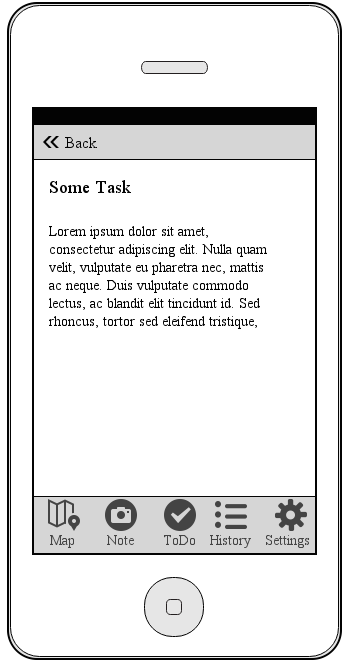 Back
Some Task
Lorem ipsum dolor sit amet,
consectetur adipiscing elit. Nulla quam
velit, vulputate eu pharetra nec, mattis
ac neque. Duis vulputate commodo
lectus, ac blandit elit tincidunt id. Sed
rhoncus, tortor sed eleifend tristique,
Map Note ToDo History Settings